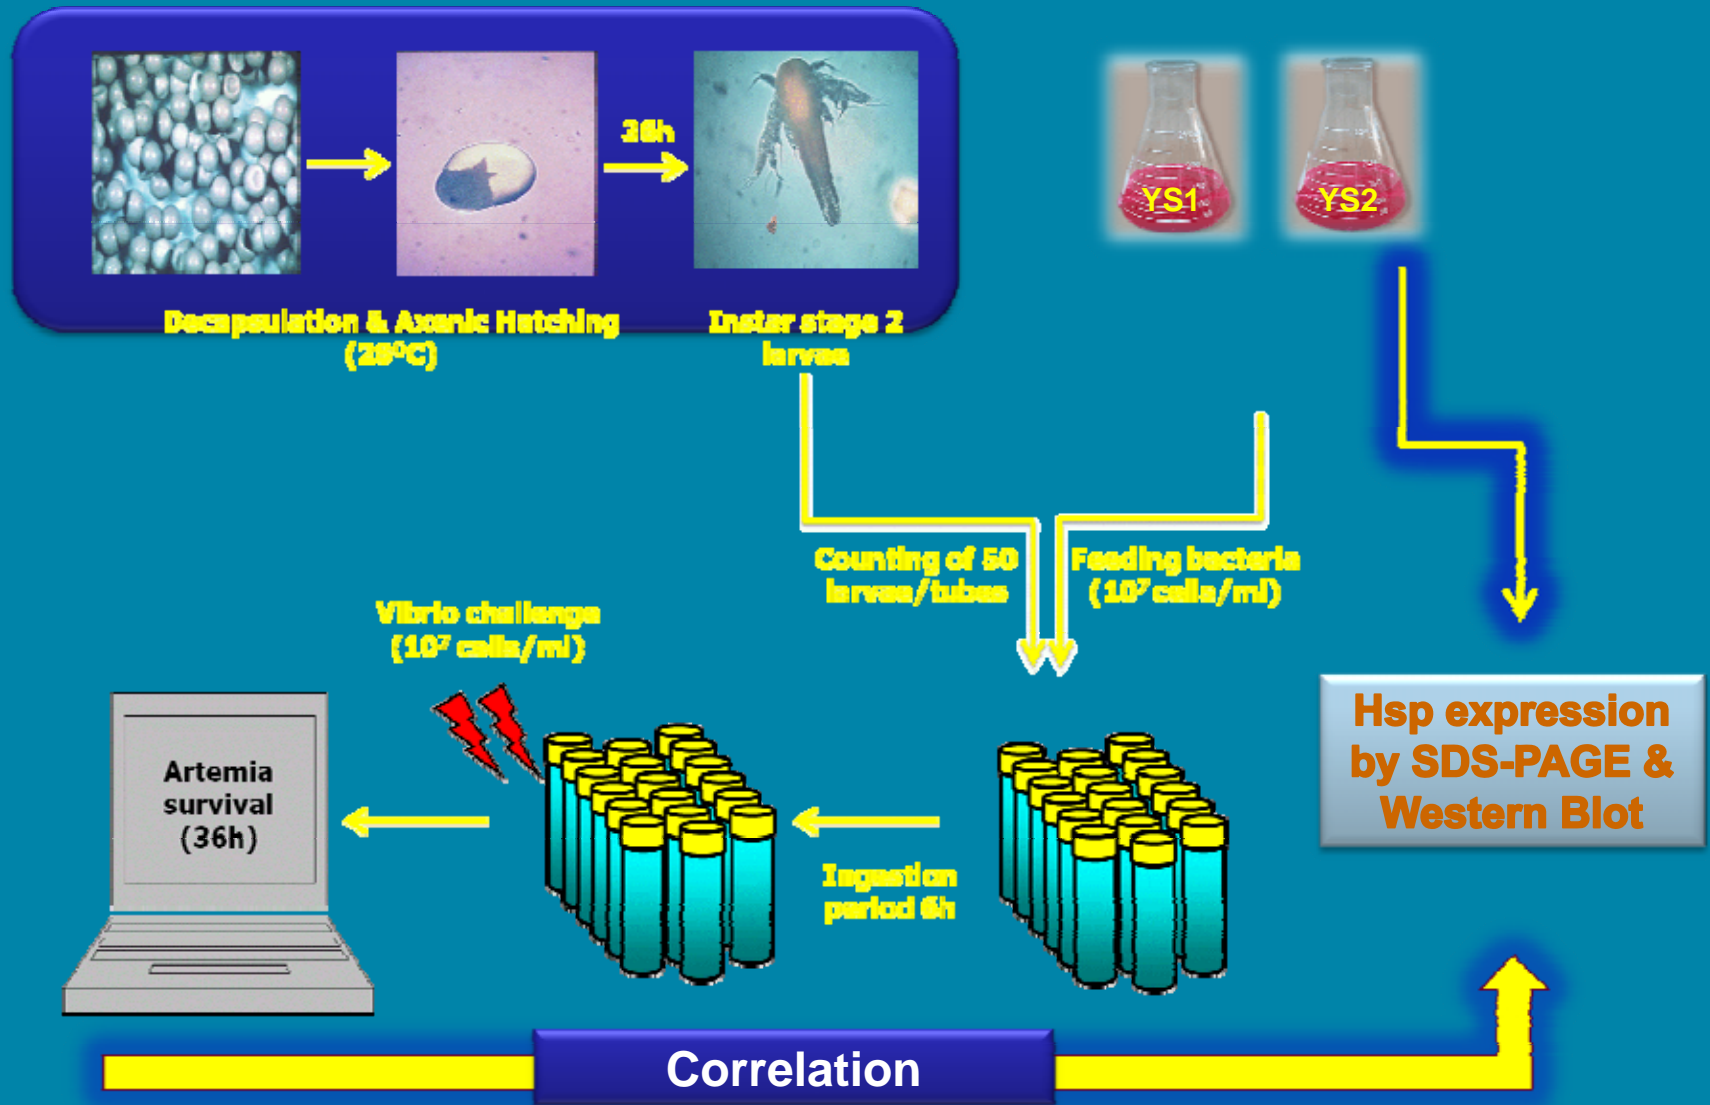 YS1
YS2
Decapsulation & Axenic Hatching
(28⁰C)
Instar stage 2
larvae
Counting of 50
larvae/tubes
Feeding bacteria
(10⁷ cells/ml)
Vibrio challenge
(10⁷ cells/ml)
Hsp expression
by SDS-PAGE &
Western Blot
Artemia
survival
(36h)
Ingestion
period 6h
Correlation